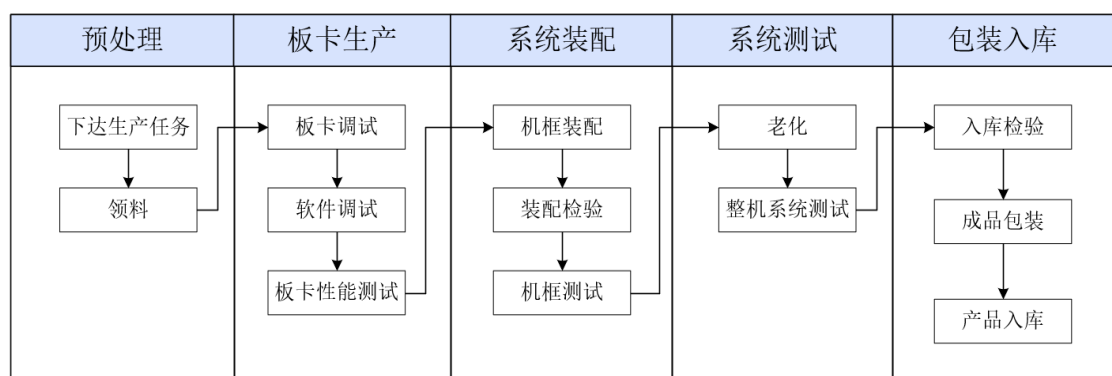 预处理
板卡生产
系统装配
系统测试
包装入库
下达生产任务
领料
板卡调试
软件调试
板卡性能测试
机框装配
装配检验
机框测试
老化
整机系统测试
入库检验
成品包装
产品入库